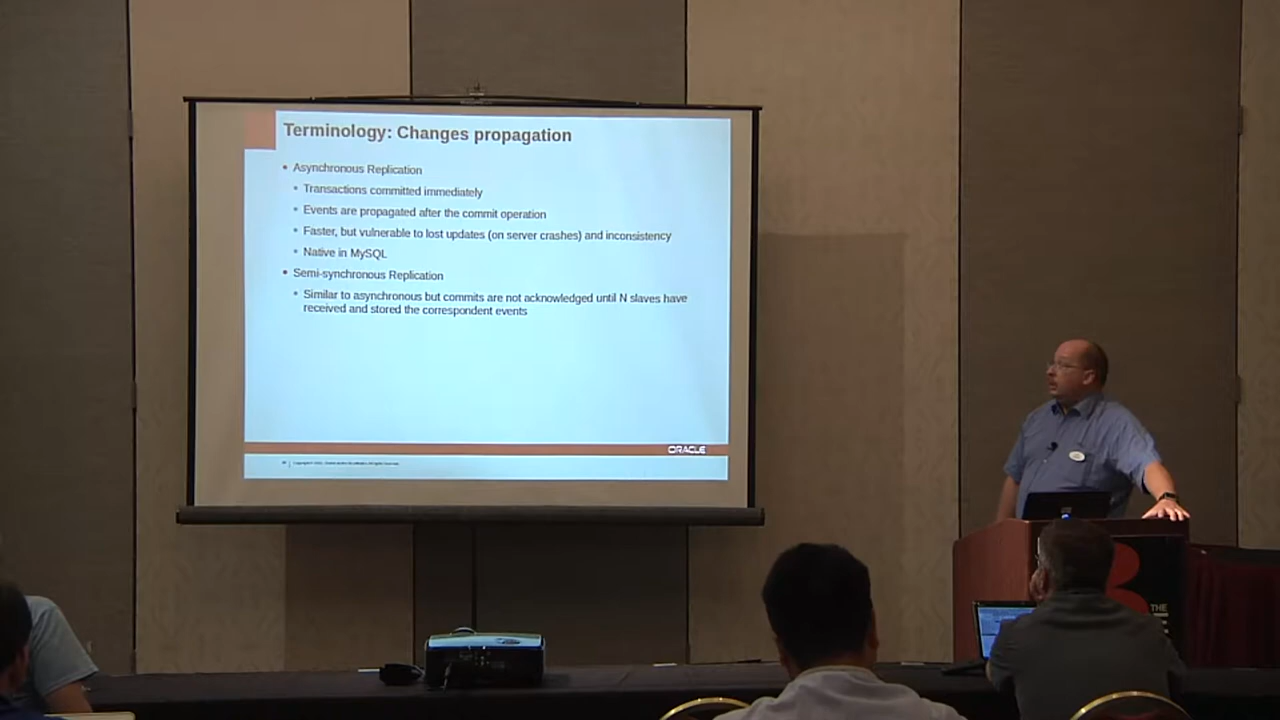 Terminology: Changes propagation
• Asynchronous Replication
• Transactions committed immediately
• Events are propagated after the commit operation
• Faster, but vulnerable to lost updates (on server crashes) and inconsistency
• Native in MySQL
• Semi-synchronous Replication
• Similar to asynchronous but commits are not acknowledged until N slaves have
received and stored the correspondent events
ORACLE
THE